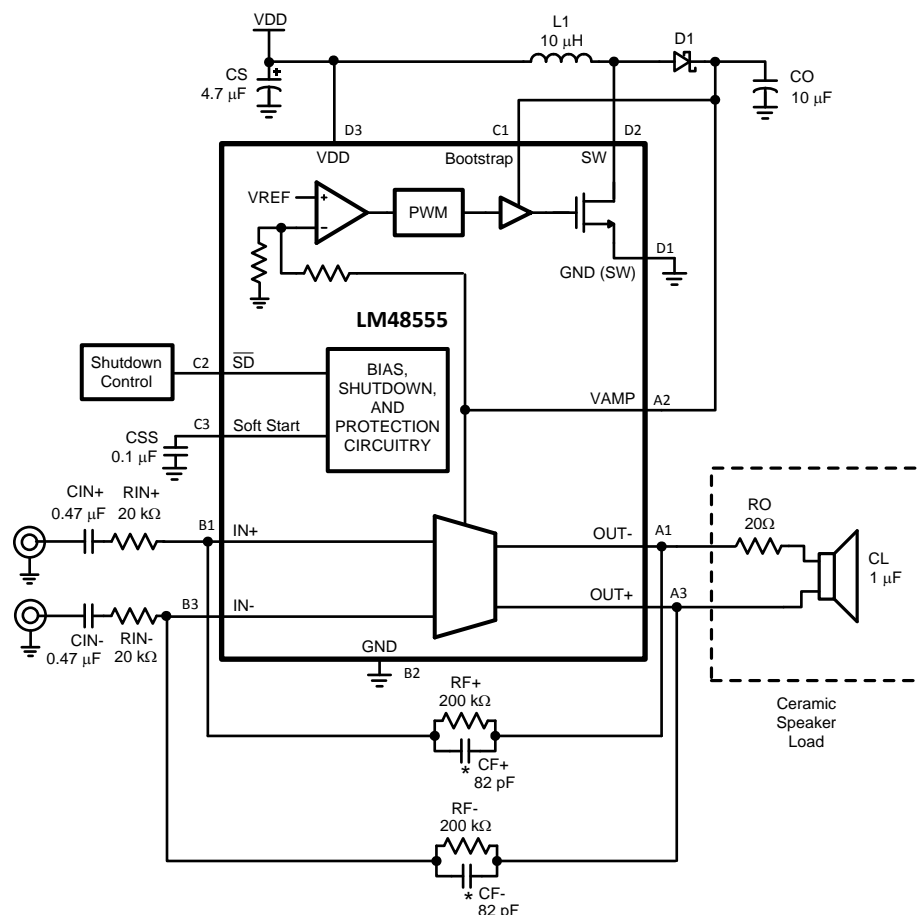 VDD
L1
10 μH
D1
CS
4.7 μF
CO
10 μF
D3
C1
D2
VDD
Bootstrap
SW
VREF
+
−
PWM
D1
GND (SW)
LM48555
Shutdown
Control
C2
SD
BIAS,
SHUTDOWN,
AND
PROTECTION
CIRCUITRY
VAMP
A2
C3
Soft Start
CSS
0.1 μF
CIN+
0.47 μF
RIN+
20 kΩ
B1
IN+
OUT-
A1
RO
20Ω
CL
1 μF
B3
IN-
OUT+
A3
CIN-
0.47 μF
RIN-
20 kΩ
GND
B2
RF+
200 kΩ
* CF+
82 pF
Ceramic
Speaker
Load
RF-
200 kΩ
* CF-
82 pF